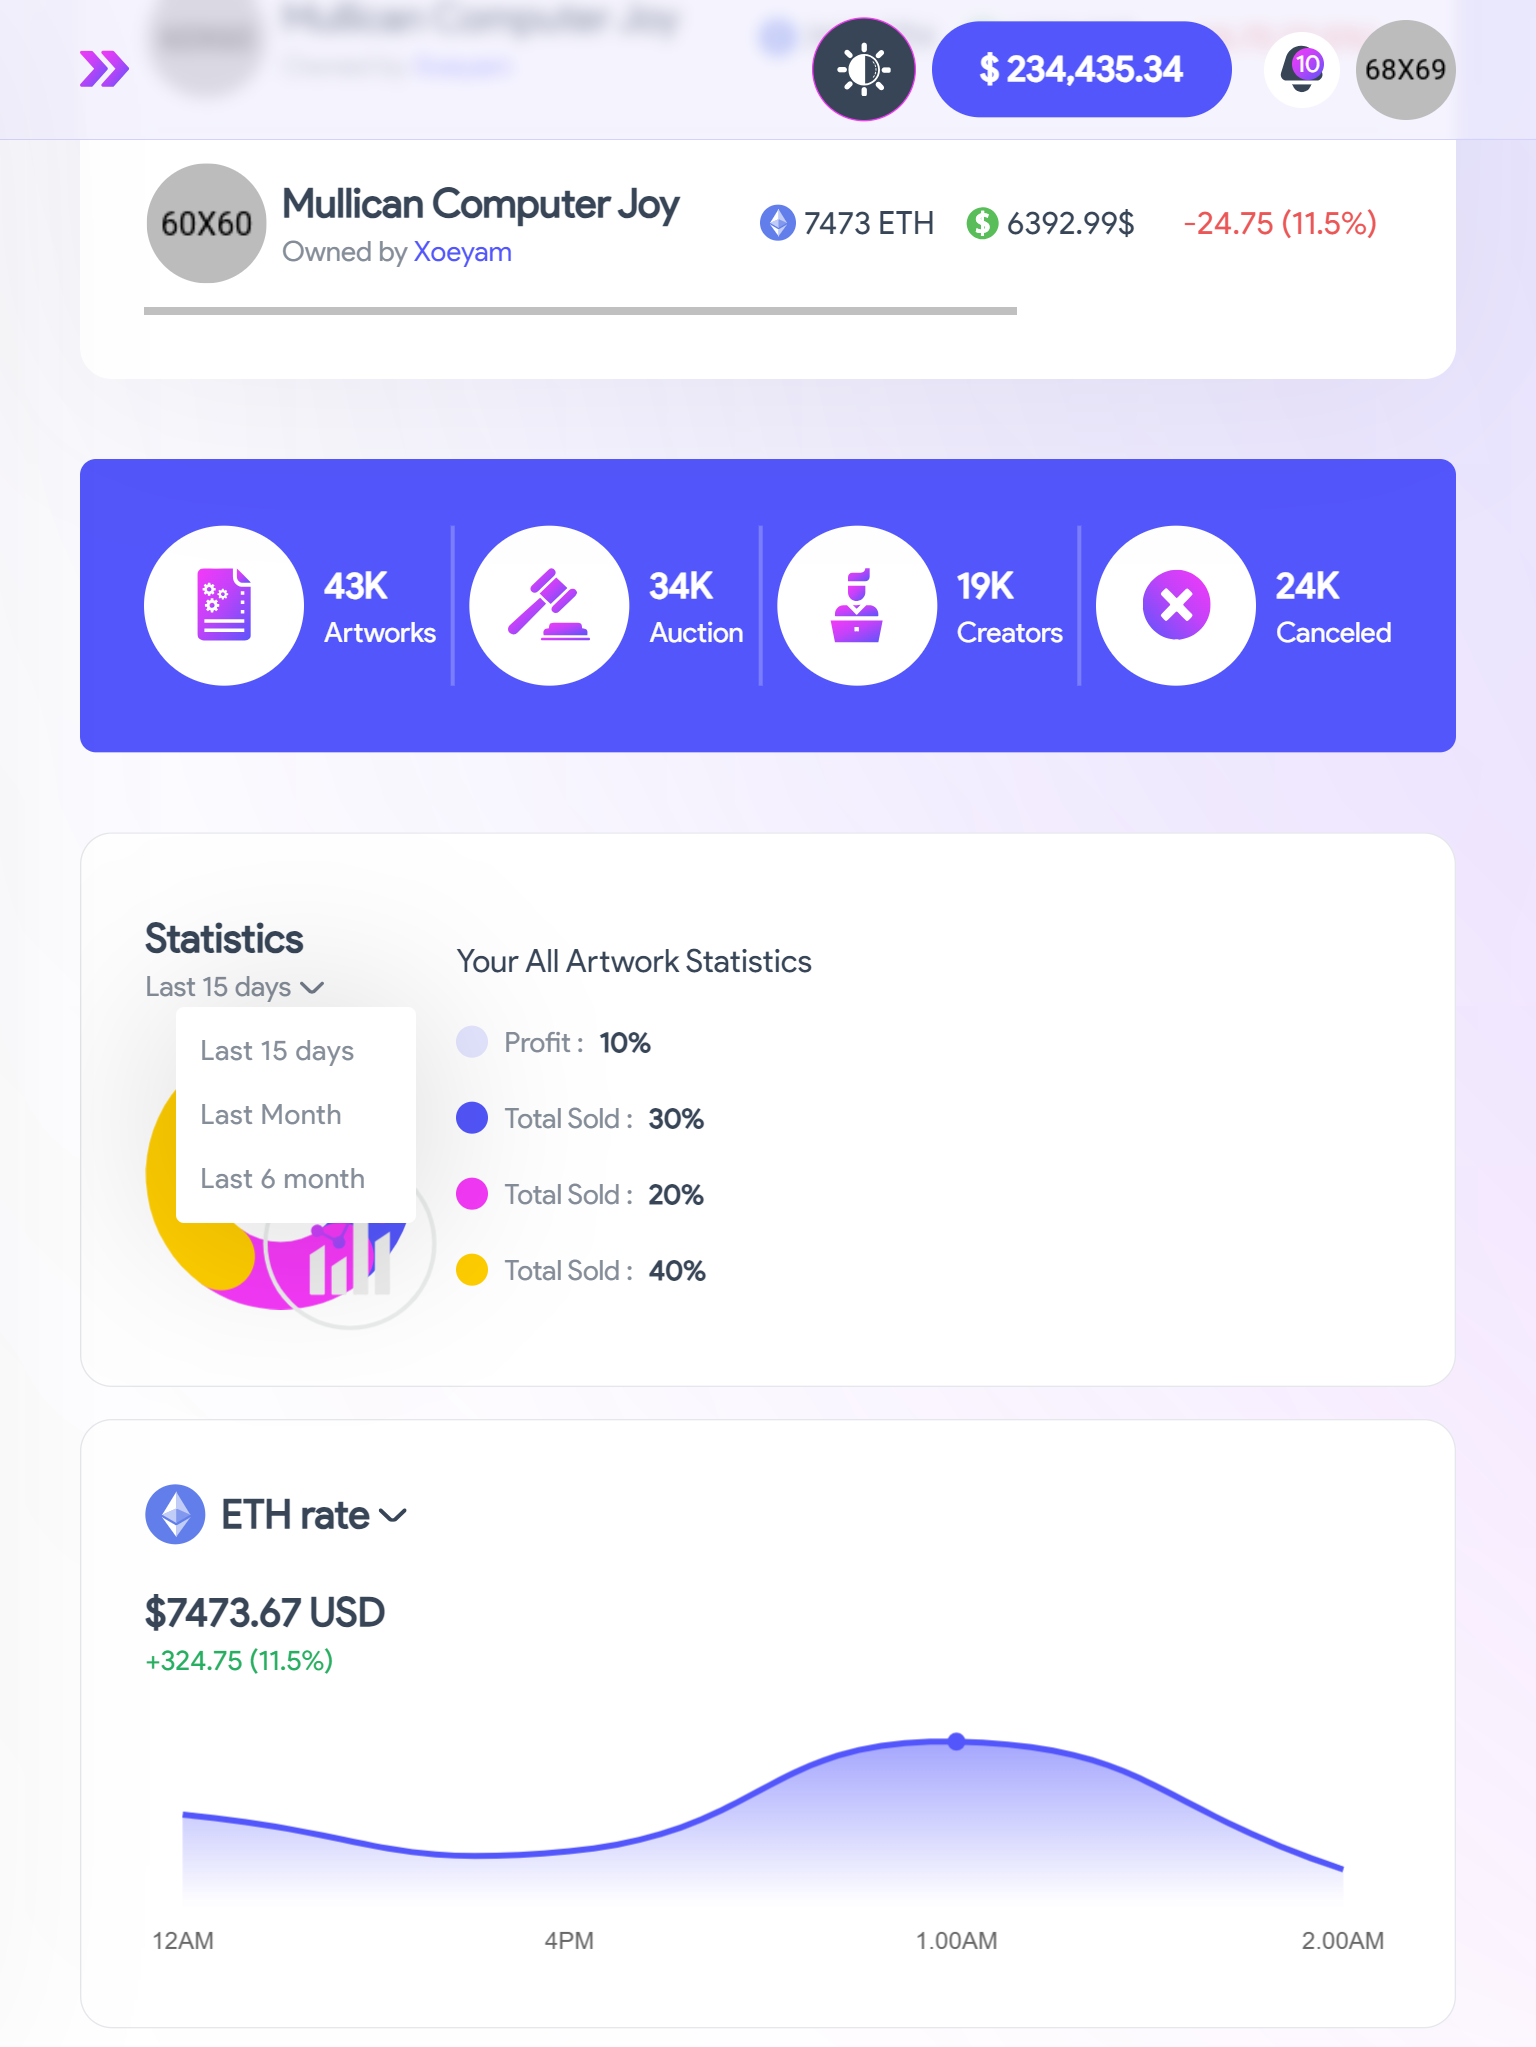 Mullican Computer Joy
$ 234,435.34
10
68X69
60X60
Mullican Computer Joy
7473 ETH
6392.99$
-24.75 (11.5%)
Owned by Xoeyam
43K
Artworks
34K
Auction
19K
Creators
24K
Canceled
Statistics
Last 15 days
Last 15 days
Last Month
Last 6 month
Your All Artwork Statistics
Profit : 10%
Total Sold : 30%
Total Sold : 20%
Total Sold : 40%
ETH rate
$7473.67 USD
+324.75 (11.5%)
12AM
4PM
1.00AM
2.00AM